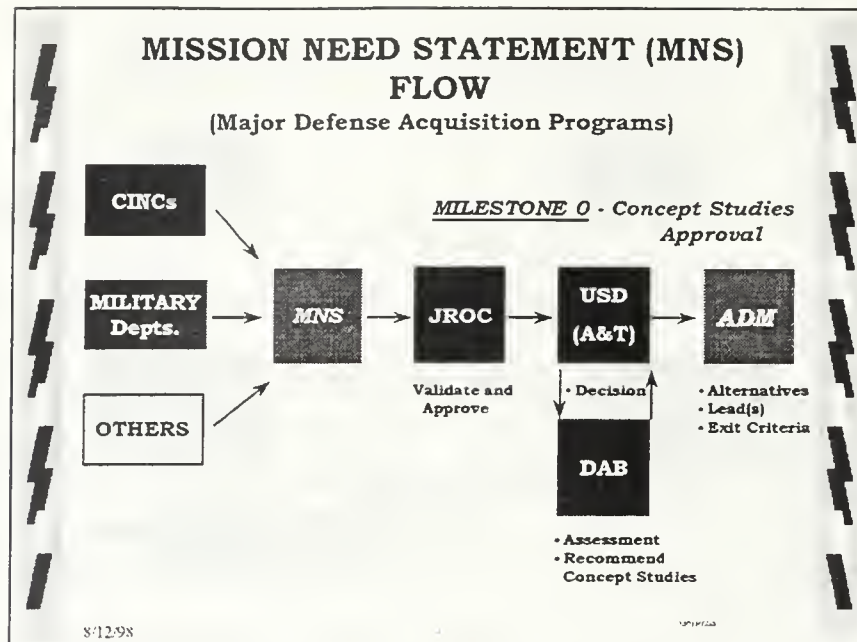 MISSION NEED STATEMENT (MNS)
FLOW
(Major Defense Acquisition Programs)
CINCs
MILESTONE 0 - Concept Studies
Approval
MILITARY
Depts.
MNS
JROC
USD
(A&T)
ADM
Validate and
Approve
• Decision
• Alternatives
• Lead(s)
• Exit Criteria
OTHERS
DAB
• Assessment
• Recommend
Concept Studies
8/12/98